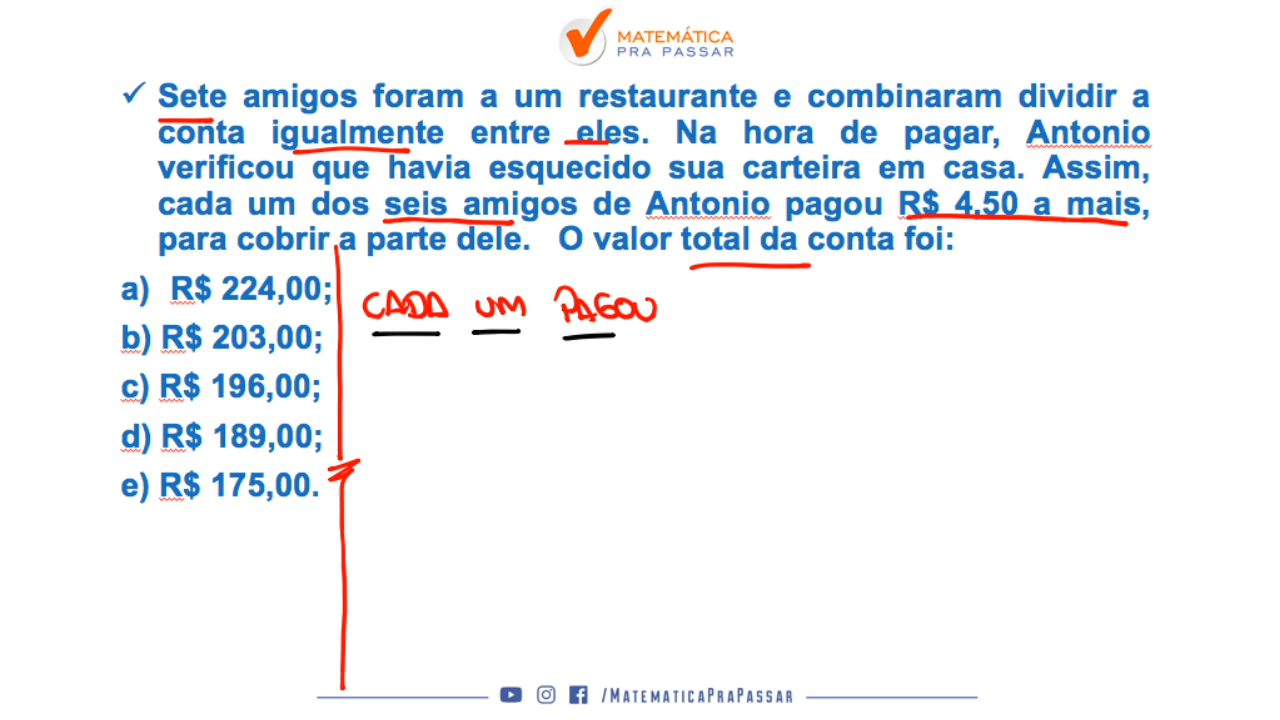 MATEMÁTICA
PRA PASSAR
✓ Sete amigos foram a um restaurante e combinaram dividir a
conta igualmente entre eles. Na hora de pagar, Antonio
verificou que havia esquecido sua carteira em casa. Assim,
cada um dos seis amigos de Antonio pagou R$ 4,50 a mais,
para cobrir a parte dele. O valor total da conta foi:
a) R$ 224,00;
CADA UM PAGOU
b) R$ 203,00;
c) R$ 196,00;
d) R$ 189,00;
e) R$ 175,00.
/MATEMATICAPRAPASSAR